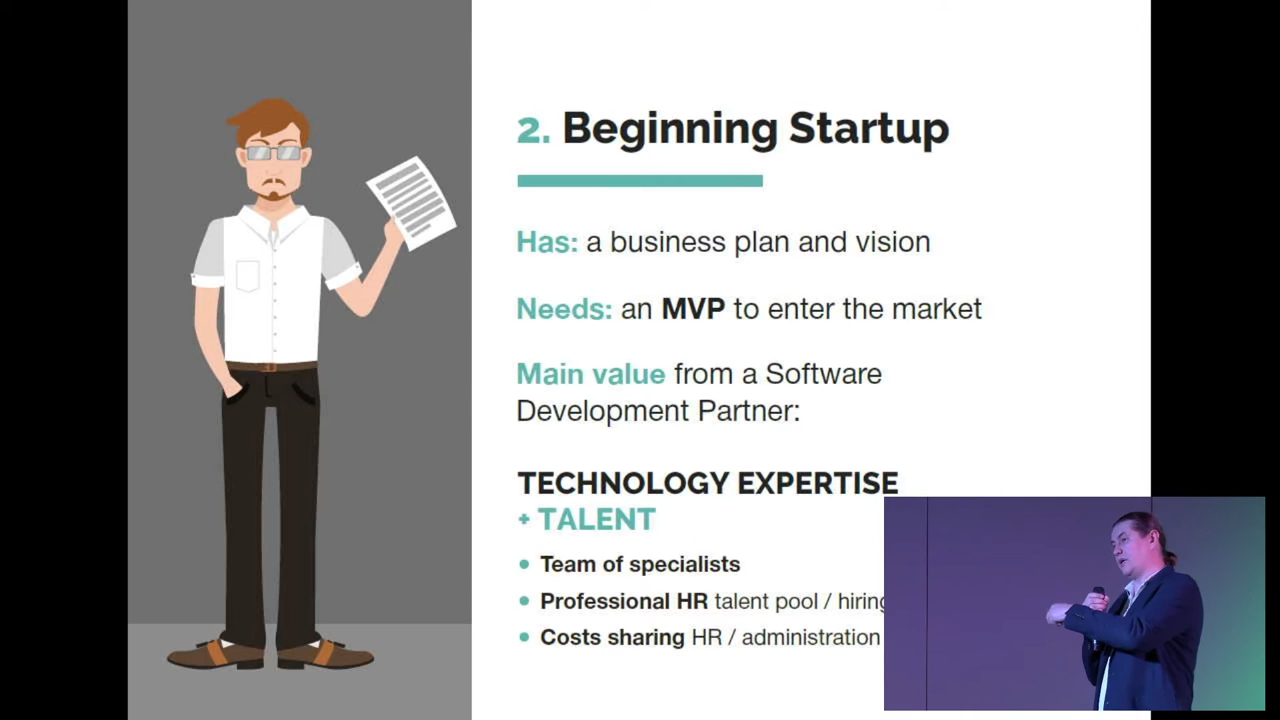 2. Beginning Startup
Has: a business plan and vision
Needs: an MVP to enter the market
Main value from a Software
Development Partner:
TECHNOLOGY EXPERTISE
+ TALENT
Team of specialists
Professional HR talent pool / hiring
Costs sharing HR / administration